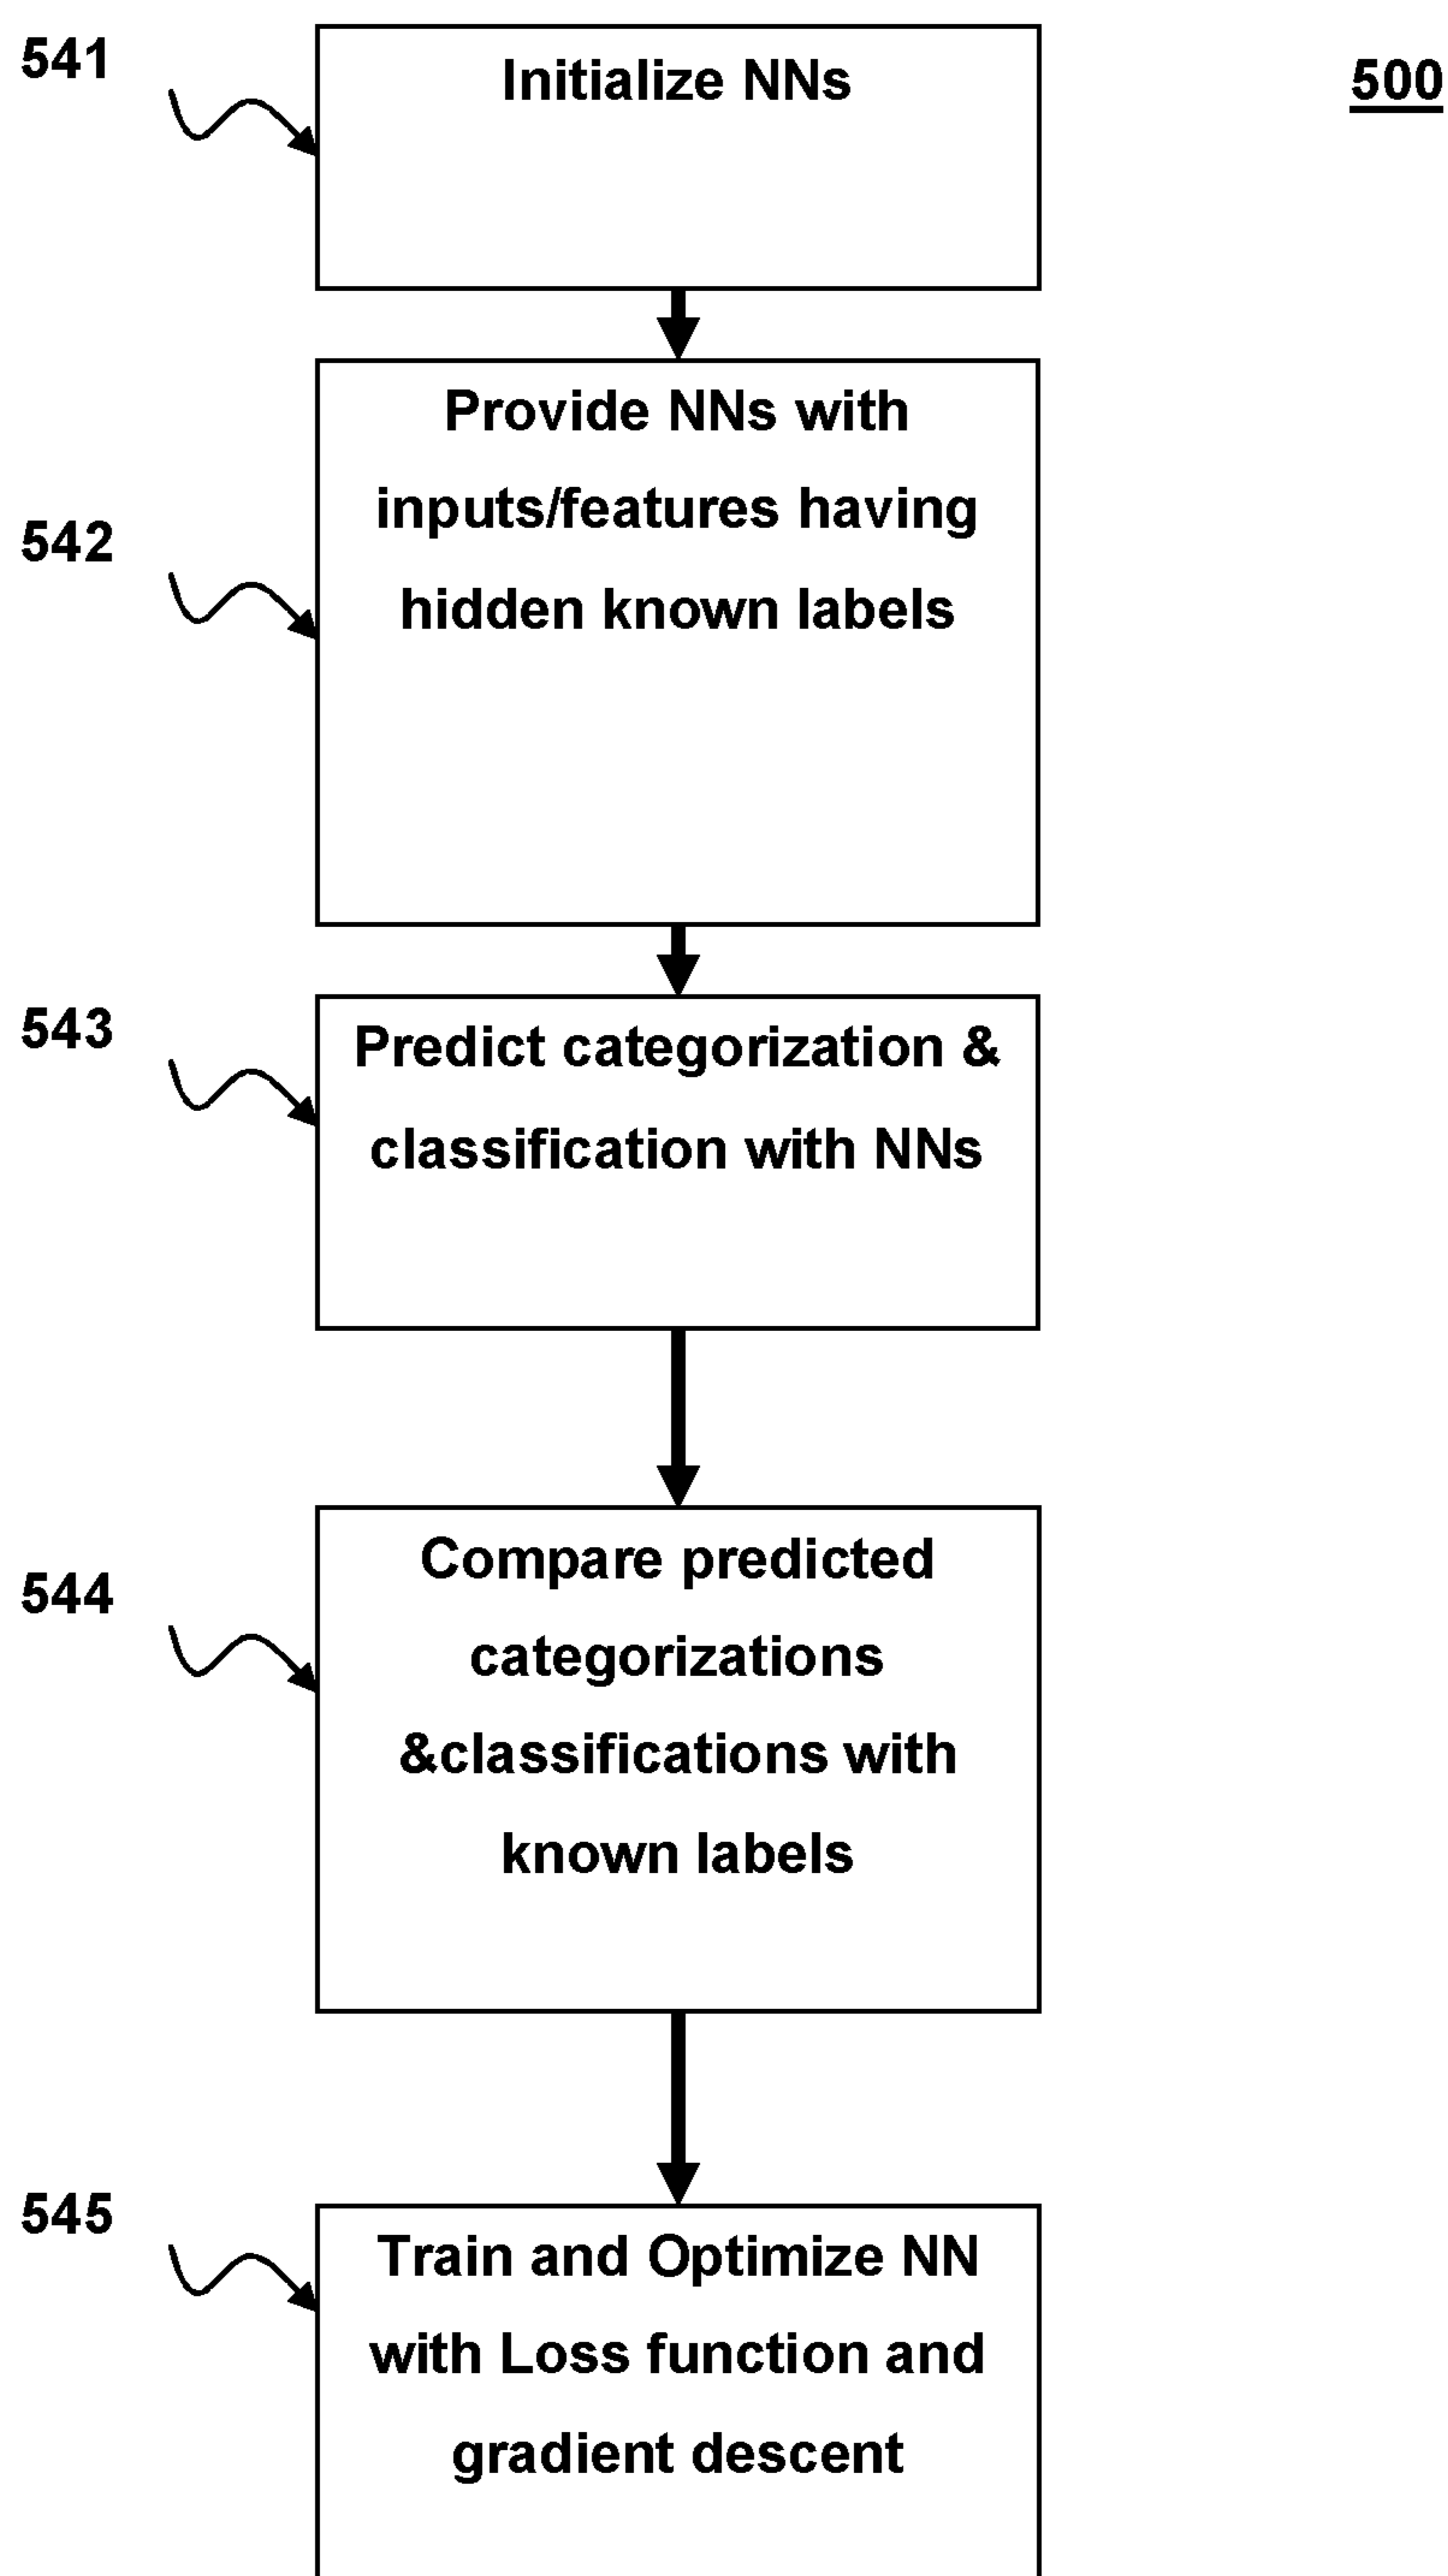 541
Initialize NNs
500
Provide NNs with
inputs/features having
hidden known labels
542
543
Predict categorization &
classification with NNs
Compare predicted
categorizations
&classifications with
known labels
544
545
Train and Optimize NN
with Loss function and
gradient descent